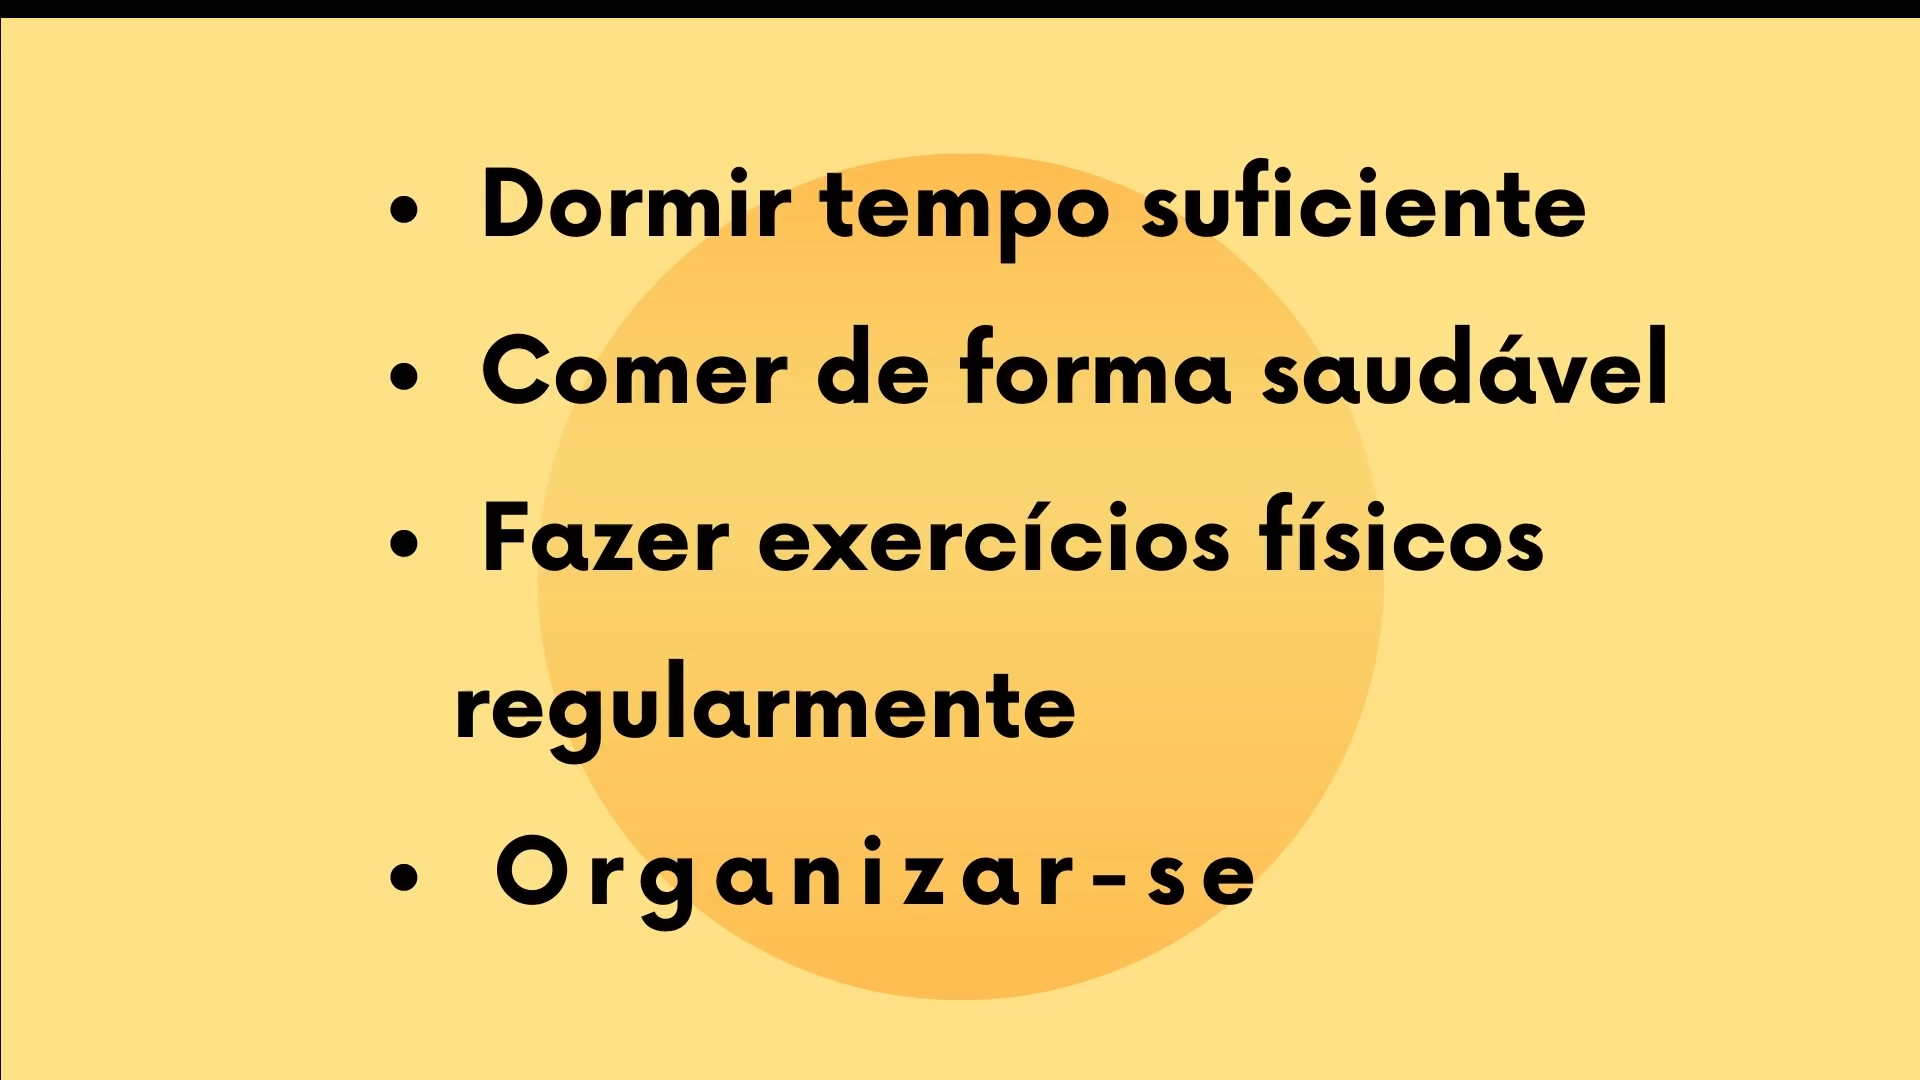 • Dormir tempo suficiente
• Comer de forma saudável
• Fazer exercícios físicos
regularmente
• Organizar-se